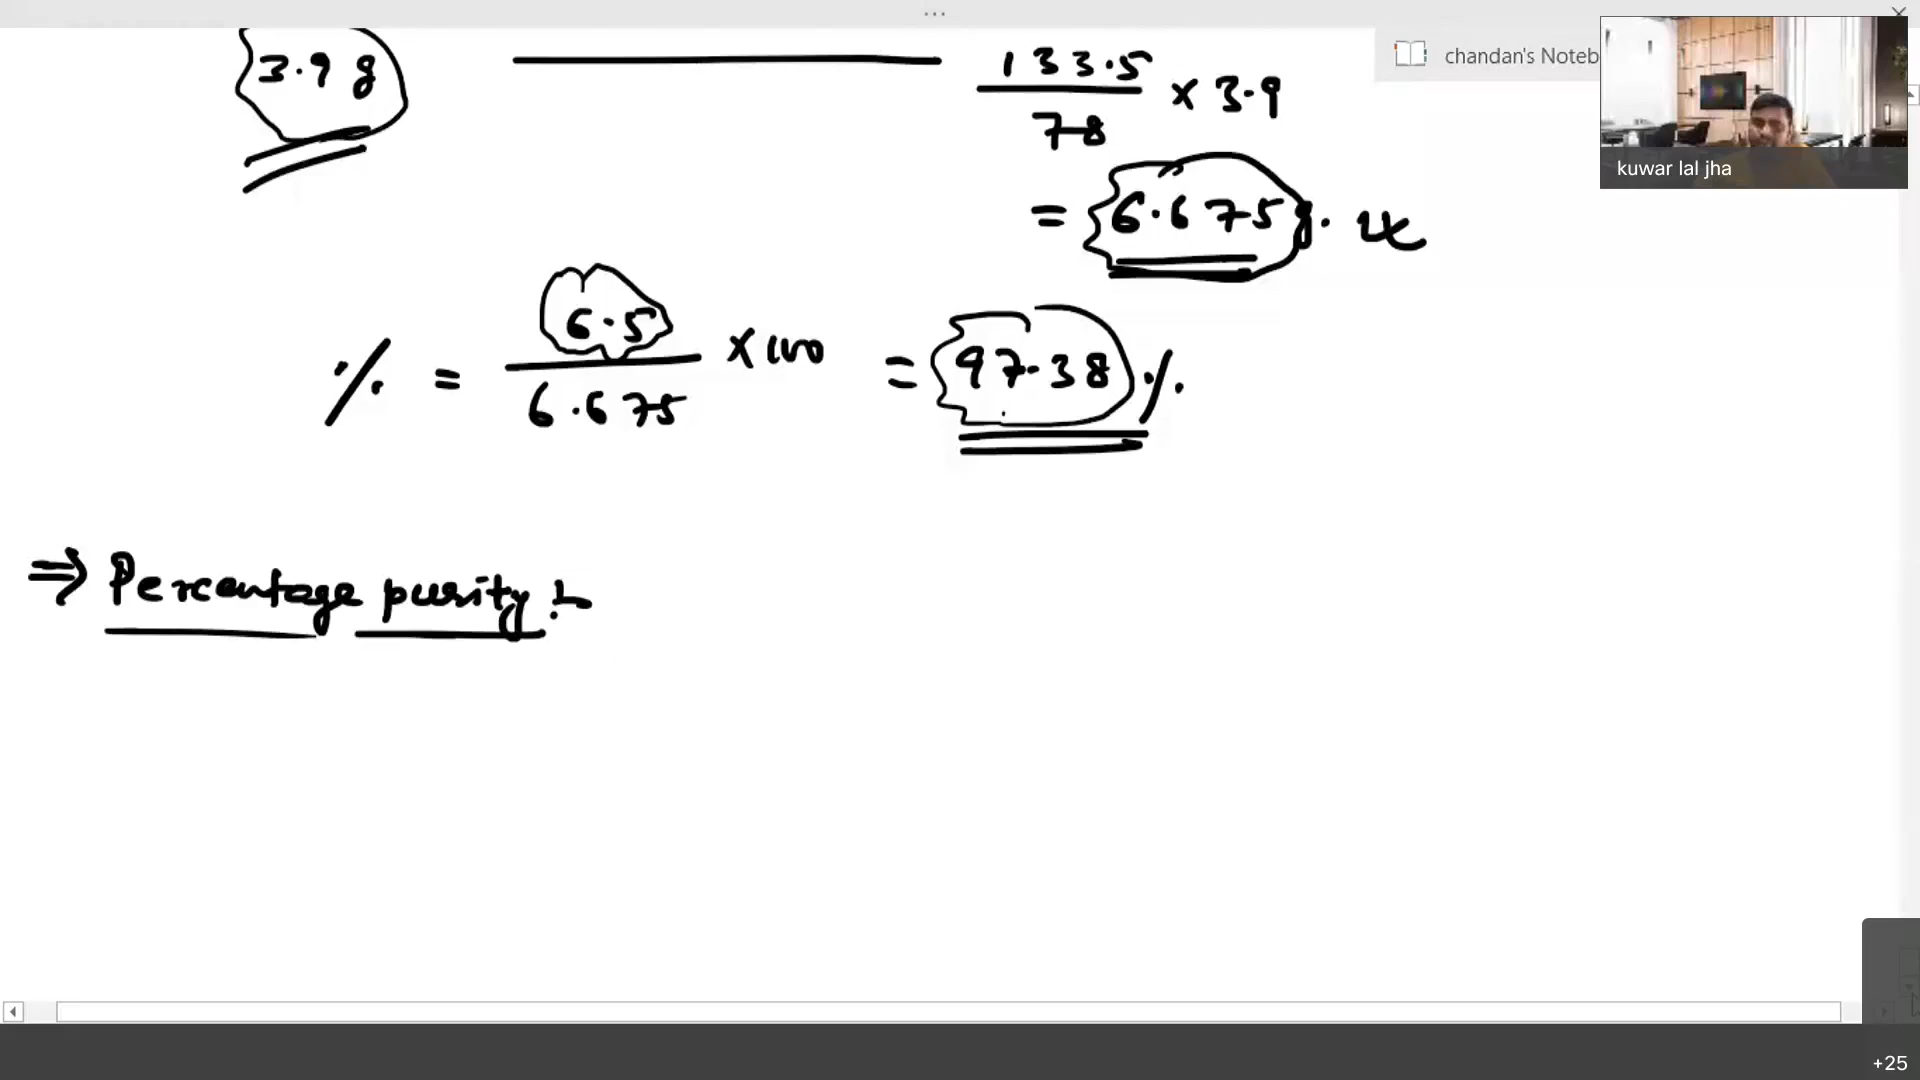 ...
chandan's Noteb
3.9 g
133.5
78
× 3.9
= 6.675 g.
kuwar lal jha
% = 6.5
6.675
× 100 = 97.38 %
⇒ Percentage purity :-
+25